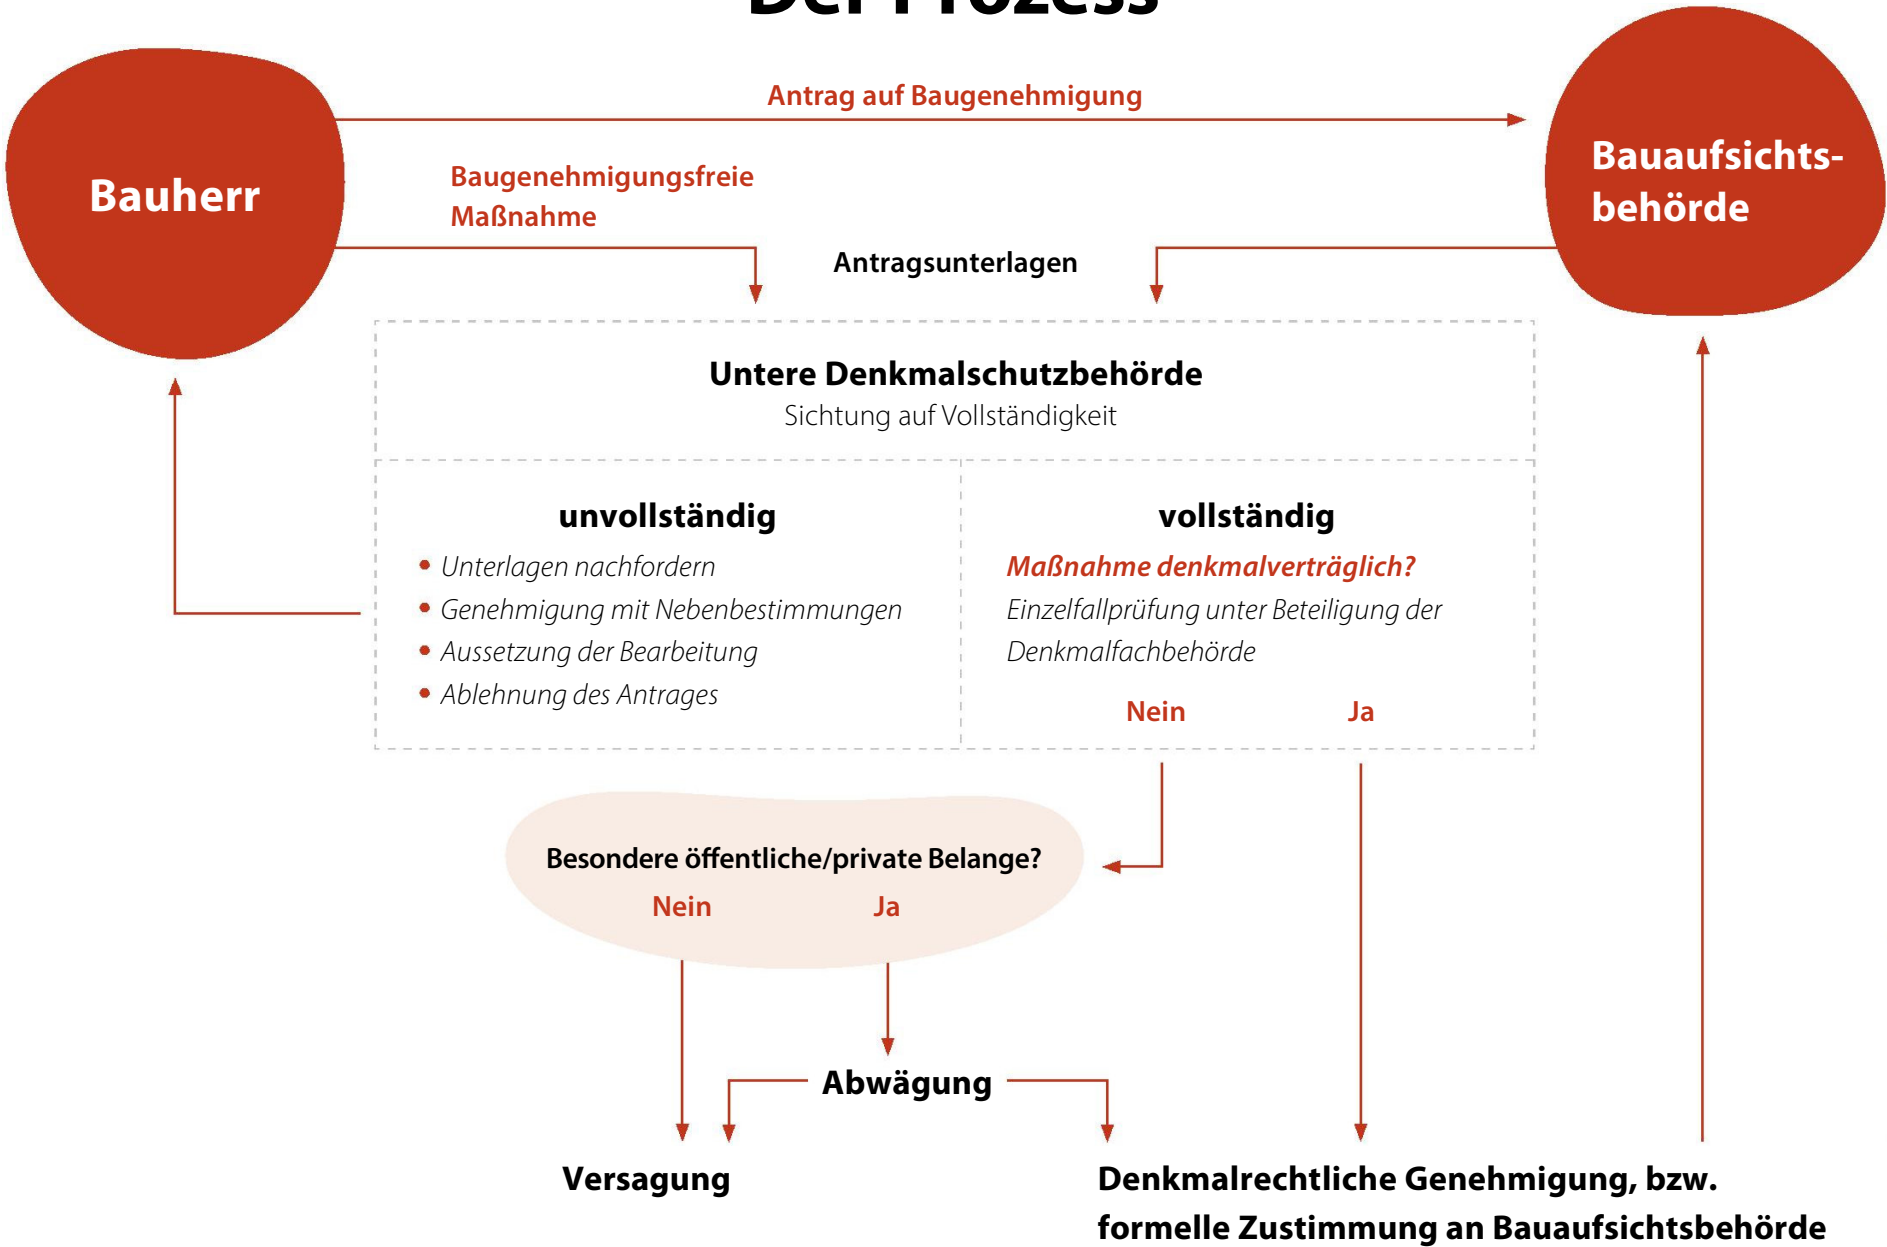 Der Prozess
Antrag auf Baugenehmigung
Bauherr
Baugenehmigungsfreie
Maßnahme
Bauaufsichts-
behörde
Antragsunterlagen
Untere Denkmalschutzbehörde
Sichtung auf Vollständigkeit
unvollständig
• Unterlagen nachfordern
• Genehmigung mit Nebenbestimmungen
• Aussetzung der Bearbeitung
• Ablehnung des Antrages
vollständig
Maßnahme denkmalverträglich?
Einzelfallprüfung unter Beteiligung der
Denkmalfachbehörde
Nein Ja
Besondere öffentliche/private Belange?
Nein Ja
Abwägung
Versagung
Denkmalrechtliche Genehmigung, bzw.
formelle Zustimmung an Bauaufsichtsbehörde